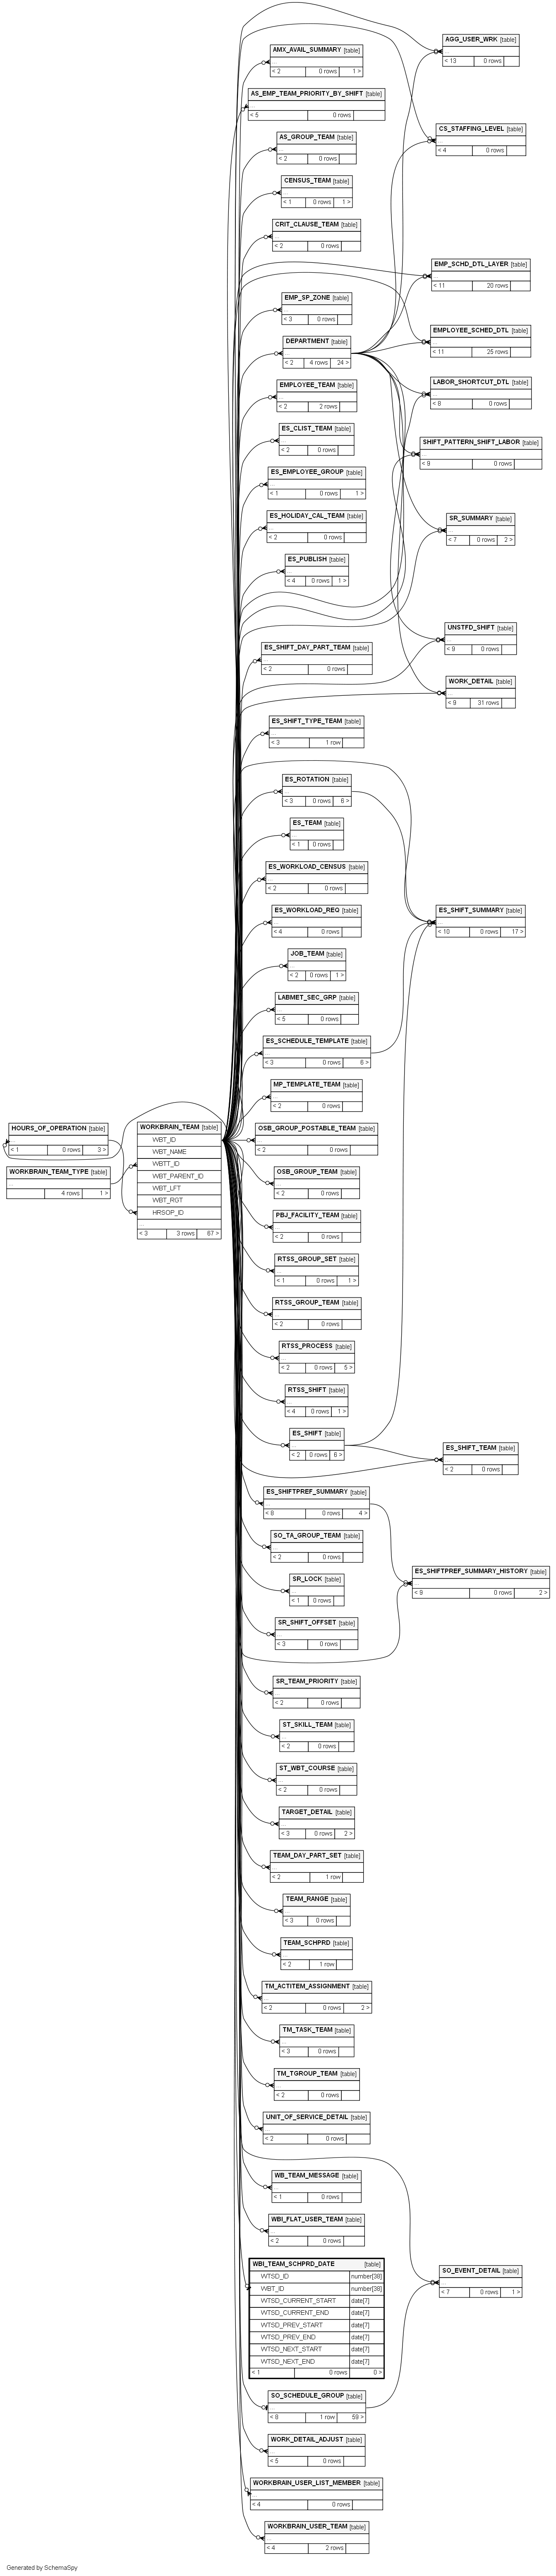 AGG_USER_WRK [table]
...
< 13 0 rows
AMX_AVAIL_SUMMARY [table]
...
< 2 0 rows 1 >
AS_EMP_TEAM_PRIORITY_BY_SHIFT [table]
...
< 5 0 rows
CS_STAFFING_LEVEL [table]
...
< 4 0 rows
AS_GROUP_TEAM [table]
...
< 2 0 rows
CENSUS_TEAM [table]
...
< 1 0 rows 1 >
CRIT_CLAUSE_TEAM [table]
...
< 2 0 rows
EMP_SCHD_DTL_LAYER [table]
...
< 11 20 rows
EMP_SP_ZONE [table]
...
< 3 0 rows
EMPLOYEE_SCHED_DTL [table]
...
< 11 25 rows
DEPARTMENT [table]
...
< 2 4 rows 24 >
LABOR_SHORTCUT_DTL [table]
...
< 8 0 rows
EMPLOYEE_TEAM [table]
...
< 2 2 rows
ES_CLIST_TEAM [table]
...
< 2 0 rows
SHIFT_PATTERN_SHIFT_LABOR [table]
...
< 9 0 rows
ES_EMPLOYEE_GROUP [table]
...
< 1 0 rows 1 >
ES_HOLIDAY_CAL_TEAM [table]
...
< 2 0 rows
SR_SUMMARY [table]
...
< 7 0 rows 2 >
ES_PUBLISH [table]
...
< 4 0 rows 1 >
UNSTFD_SHIFT [table]
...
< 9 0 rows
ES_SHIFT_DAY_PART_TEAM [table]
...
< 2 0 rows
WORK_DETAIL [table]
...
< 9 31 rows
ES_SHIFT_TYPE_TEAM [table]
...
< 3 1 row
ES_ROTATION [table]
...
< 3 0 rows 6 >
ES_TEAM [table]
...
< 1 0 rows
ES_WORKLOAD_CENSUS [table]
...
< 2 0 rows
ES_WORKLOAD_REQ [table]
...
< 4 0 rows
ES_SHIFT_SUMMARY [table]
...
< 10 0 rows 17 >
JOB_TEAM [table]
...
< 2 0 rows 1 >
LABMET_SEC_GRP [table]
...
< 5 0 rows
ES_SCHEDULE_TEMPLATE [table]
...
< 3 0 rows 6 >
MP_TEMPLATE_TEAM [table]
...
< 2 0 rows
HOURS_OF_OPERATION [table]
...
< 1 0 rows 3 >
WORKBRAIN_TEAM_TYPE [table]
4 rows 1 >
WORKBRAIN_TEAM [table]
WBT_ID
WBT_NAME
WBTT_ID
WBT_PARENT_ID
WBT_LFT
WBT_RGT
HRSOP_ID
...
< 3 3 rows 67 >
OSB_GROUP_POSTABLE_TEAM [table]
...
< 2 0 rows
OSB_GROUP_TEAM [table]
...
< 2 0 rows
PBJ_FACILITY_TEAM [table]
...
< 2 0 rows
RTSS_GROUP_SET [table]
...
< 1 0 rows 1 >
RTSS_GROUP_TEAM [table]
...
< 2 0 rows
RTSS_PROCESS [table]
...
< 2 0 rows 5 >
RTSS_SHIFT [table]
...
< 4 0 rows 1 >
ES_SHIFT [table]
...
< 2 0 rows 6 >
ES_SHIFT_TEAM [table]
...
< 2 0 rows
ES_SHIFTPREF_SUMMARY [table]
...
< 8 0 rows 4 >
SO_TA_GROUP_TEAM [table]
...
< 2 0 rows
SR_LOCK [table]
...
< 1 0 rows
ES_SHIFTPREF_SUMMARY_HISTORY [table]
...
< 9 0 rows 2 >
SR_SHIFT_OFFSET [table]
...
< 3 0 rows
SR_TEAM_PRIORITY [table]
...
< 2 0 rows
ST_SKILL_TEAM [table]
...
< 2 0 rows
ST_WBT_COURSE [table]
...
< 2 0 rows
TARGET_DETAIL [table]
...
< 3 0 rows 2 >
TEAM_DAY_PART_SET [table]
...
< 2 1 row
TEAM_RANGE [table]
...
< 3 0 rows
TEAM_SCHPRD [table]
...
< 2 1 row
TM_ACTITEM_ASSIGNMENT [table]
...
< 2 0 rows 2 >
TM_TASK_TEAM [table]
...
< 3 0 rows
TM_TGROUP_TEAM [table]
...
< 2 0 rows
UNIT_OF_SERVICE_DETAIL [table]
...
< 2 0 rows
WB_TEAM_MESSAGE [table]
...
< 1 0 rows
WBI_FLAT_USER_TEAM [table]
...
< 2 0 rows
WBI_TEAM_SCHPRD_DATE [table]
WTSD_ID number[38]
WBT_ID number[38]
WTSD_CURRENT_START date[7]
WTSD_CURRENT_END date[7]
WTSD_PREV_START date[7]
WTSD_PREV_END date[7]
WTSD_NEXT_START date[7]
WTSD_NEXT_END date[7]
< 1 0 rows 0 >
SO_EVENT_DETAIL [table]
...
< 7 0 rows 1 >
SO_SCHEDULE_GROUP [table]
...
< 8 1 row 59 >
WORK_DETAIL_ADJUST [table]
...
< 5 0 rows
WORKBRAIN_USER_LIST_MEMBER [table]
...
< 4 0 rows
WORKBRAIN_USER_TEAM [table]
...
< 4 2 rows
Generated by SchemaSpy